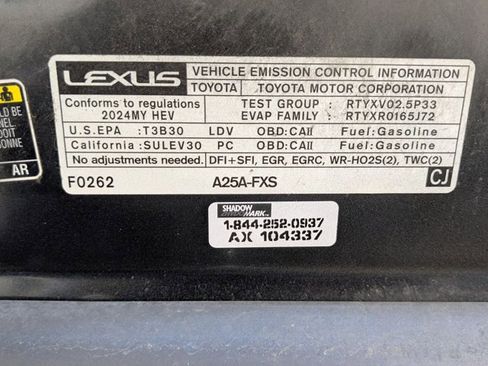 LEXUS
VEHICLE EMISSION CONTROL INFORMATION
TOYOTA TOYOTA MOTOR CORPORATION
Conforms to regulations
2024MY HEV
TEST GROUP : RTYXV02.5P33
EVAP FAMILY : RTYXR0165J72
U.S.EPA : T3B30 LDV OBD:CAII Fuel:Gasoline
California : SULEV30 PC OBD:CAII Fuel:Gasoline
No adjustments needed. DFI+SFI, EGR, EGRC, WR-HO2S(2), TWC(2)
F0262 A25A-FXS CJ
SHADOW
MARK
1-844-252-0937
AX 104337
BE
DOIT
AR